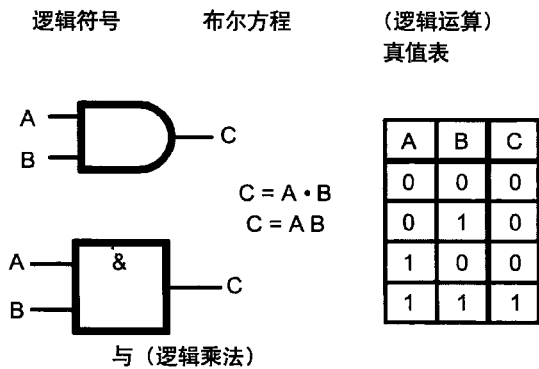 逻辑符号 布尔方程 (逻辑运算)
真值表
A
B
C
C = A • B
C = A B
A
B
&
C
A B C
0 0 0
0 1 0
1 0 0
1 1 1
与(逻辑乘法)